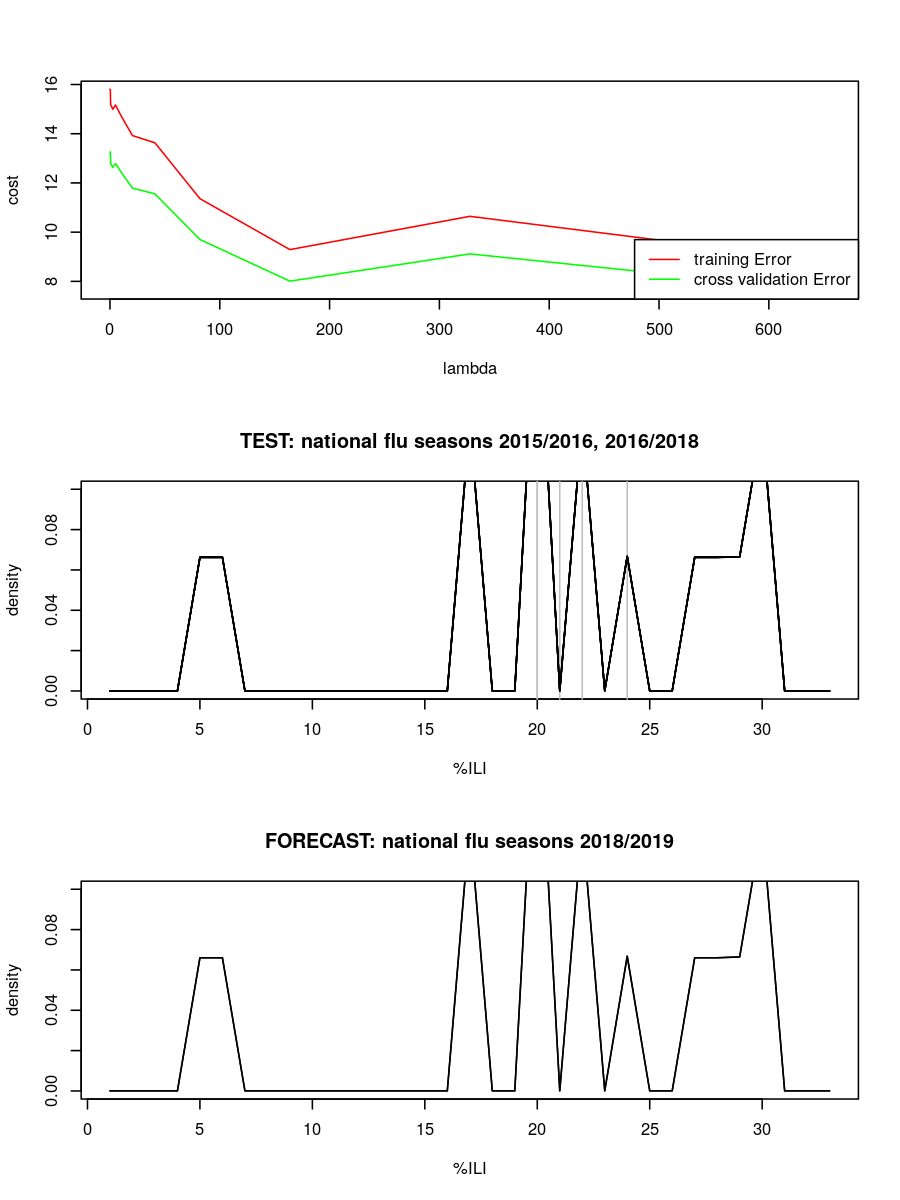 16
14
12
10
8
cost
training Error
cross validation Error
0 100 200 300 400 500 600
lambda
TEST: national flu seasons 2015/2016, 2016/2018
0.08
0.04
0.00
density
0 5 10 15 20 25 30
%ILI
FORECAST: national flu seasons 2018/2019
0.08
0.04
0.00
density
0 5 10 15 20 25 30
%ILI